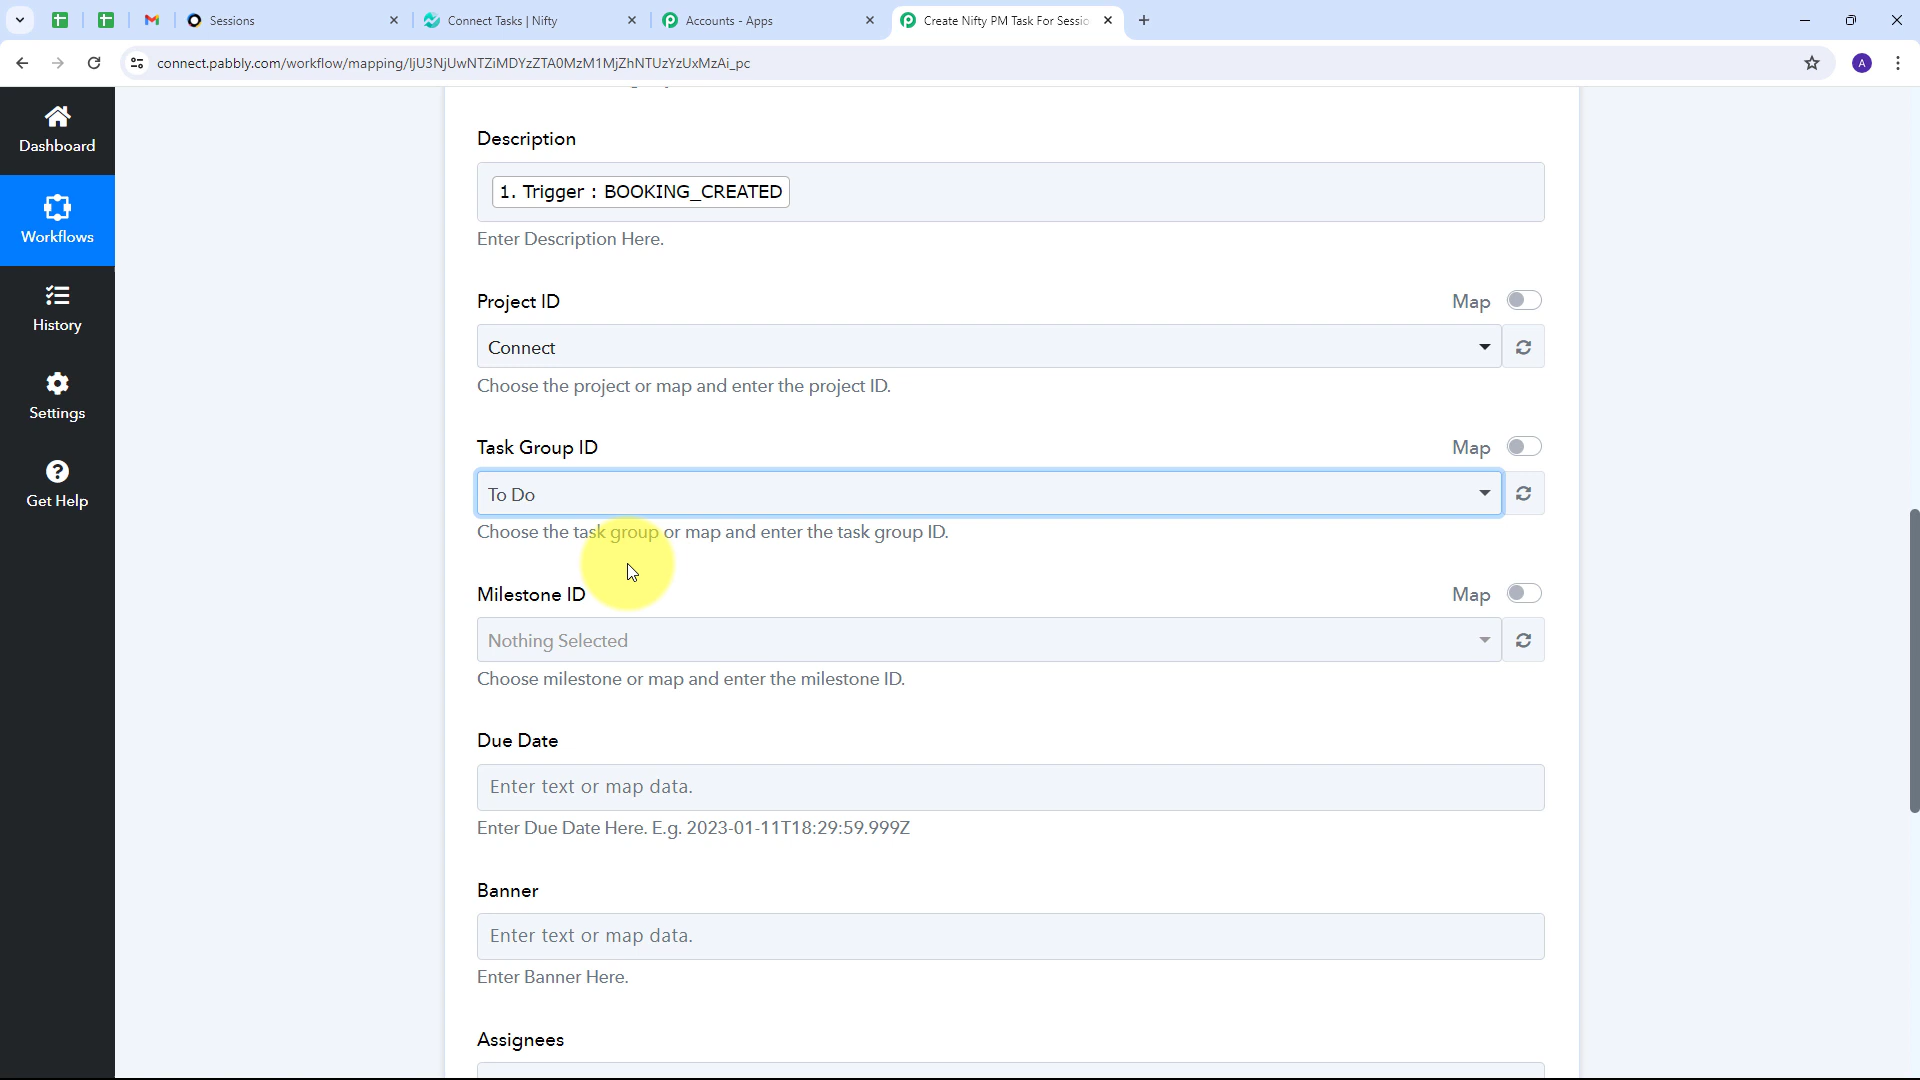 Sessions
Connect Tasks | Nifty
Accounts - Apps
Create Nifty PM Task For Sessio
connect.pabbly.com/workflow/mapping/IjU3NjUwNTZiMDYzZTA0MzM1MjZhNTUzYzUxMzAi_pc
A
Dashboard
Workflows
History
Settings
Get Help
Description
1. Trigger : BOOKING_CREATED
Enter Description Here.
Project ID
Map
Connect
Choose the project or map and enter the project ID.
Task Group ID
Map
To Do
Choose the task group or map and enter the task group ID.
Milestone ID
Map
Nothing Selected
Choose milestone or map and enter the milestone ID.
Due Date
Enter text or map data.
Enter Due Date Here. E.g. 2023-01-11T18:29:59.999Z
Banner
Enter text or map data.
Enter Banner Here.
Assignees